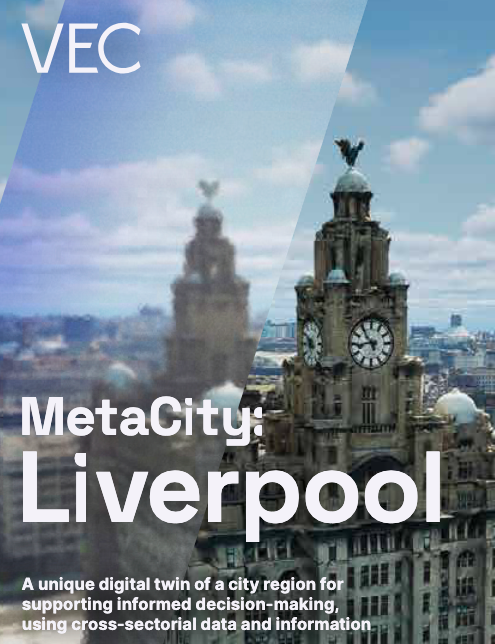 VEC
MetaCity:
Liverpool
A unique digital twin of a city region for
supporting informed decision-making,
using cross-sectorial data and information